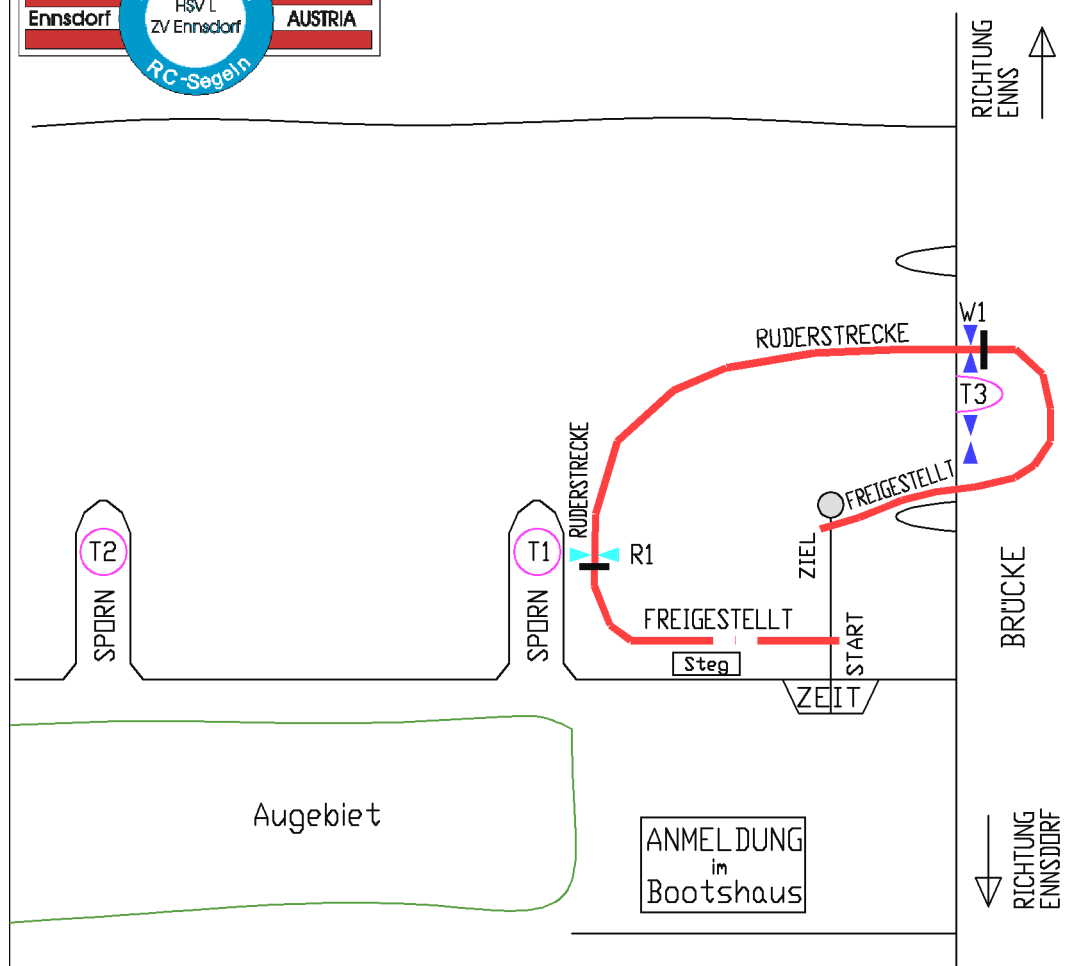 HSV L
Ennsdorf
ZV Ennsdorf
AUSTRIA
RC-Segeln
RICHTUNG
ENNS
W1
RUDERSTRECKE
T3
RUDERSTRECKE
FREIGESTELLT
T2
T1
R1
ZIEL
SPORN
SPORN
FREIGESTELLT
START
BRÜCKE
Steg
ZEIT
Augebiet
ANMELDUNG
im
Bootshaus
RICHTUNG
ENNSDORF